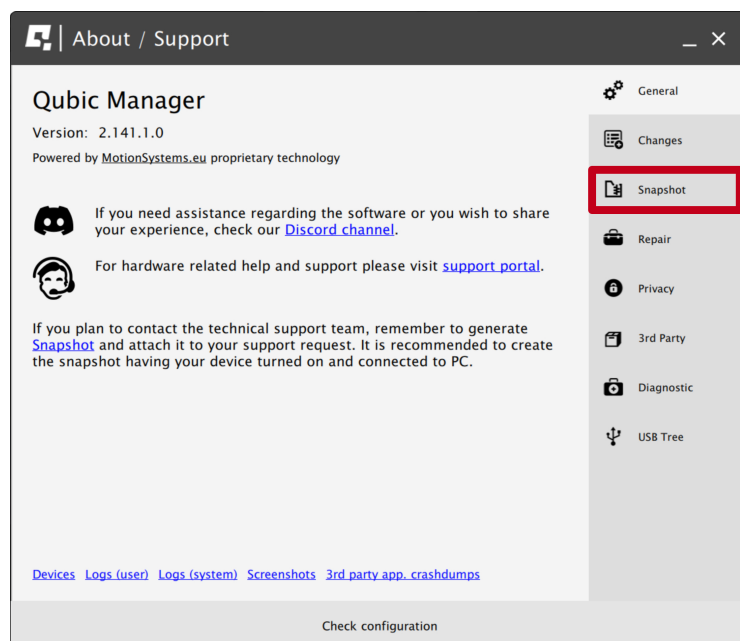 About / Support
Qubic Manager
Version: 2.141.1.0
Powered by MotionSystems.eu proprietary technology
If you need assistance regarding the software or you wish to share
your experience, check our Discord channel.
For hardware related help and support please visit support portal.
If you plan to contact the technical support team, remember to generate
Snapshot and attach it to your support request. It is recommended to create
the snapshot having your device turned on and connected to PC.
Devices Logs (user) Logs (system) Screenshots 3rd party app. crashdumps
General
Changes
Snapshot
Repair
Privacy
3rd Party
Diagnostic
USB Tree
Check configuration